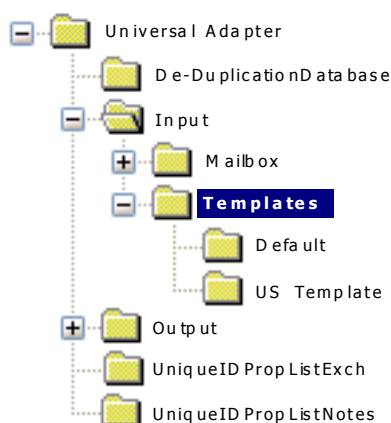 Universal Adapter
De-DuplicationDatabase
Input
Mailbox
Templates
Default
US Template
Output
UniqueIDPropListExch
UniqueIDPropListNotes